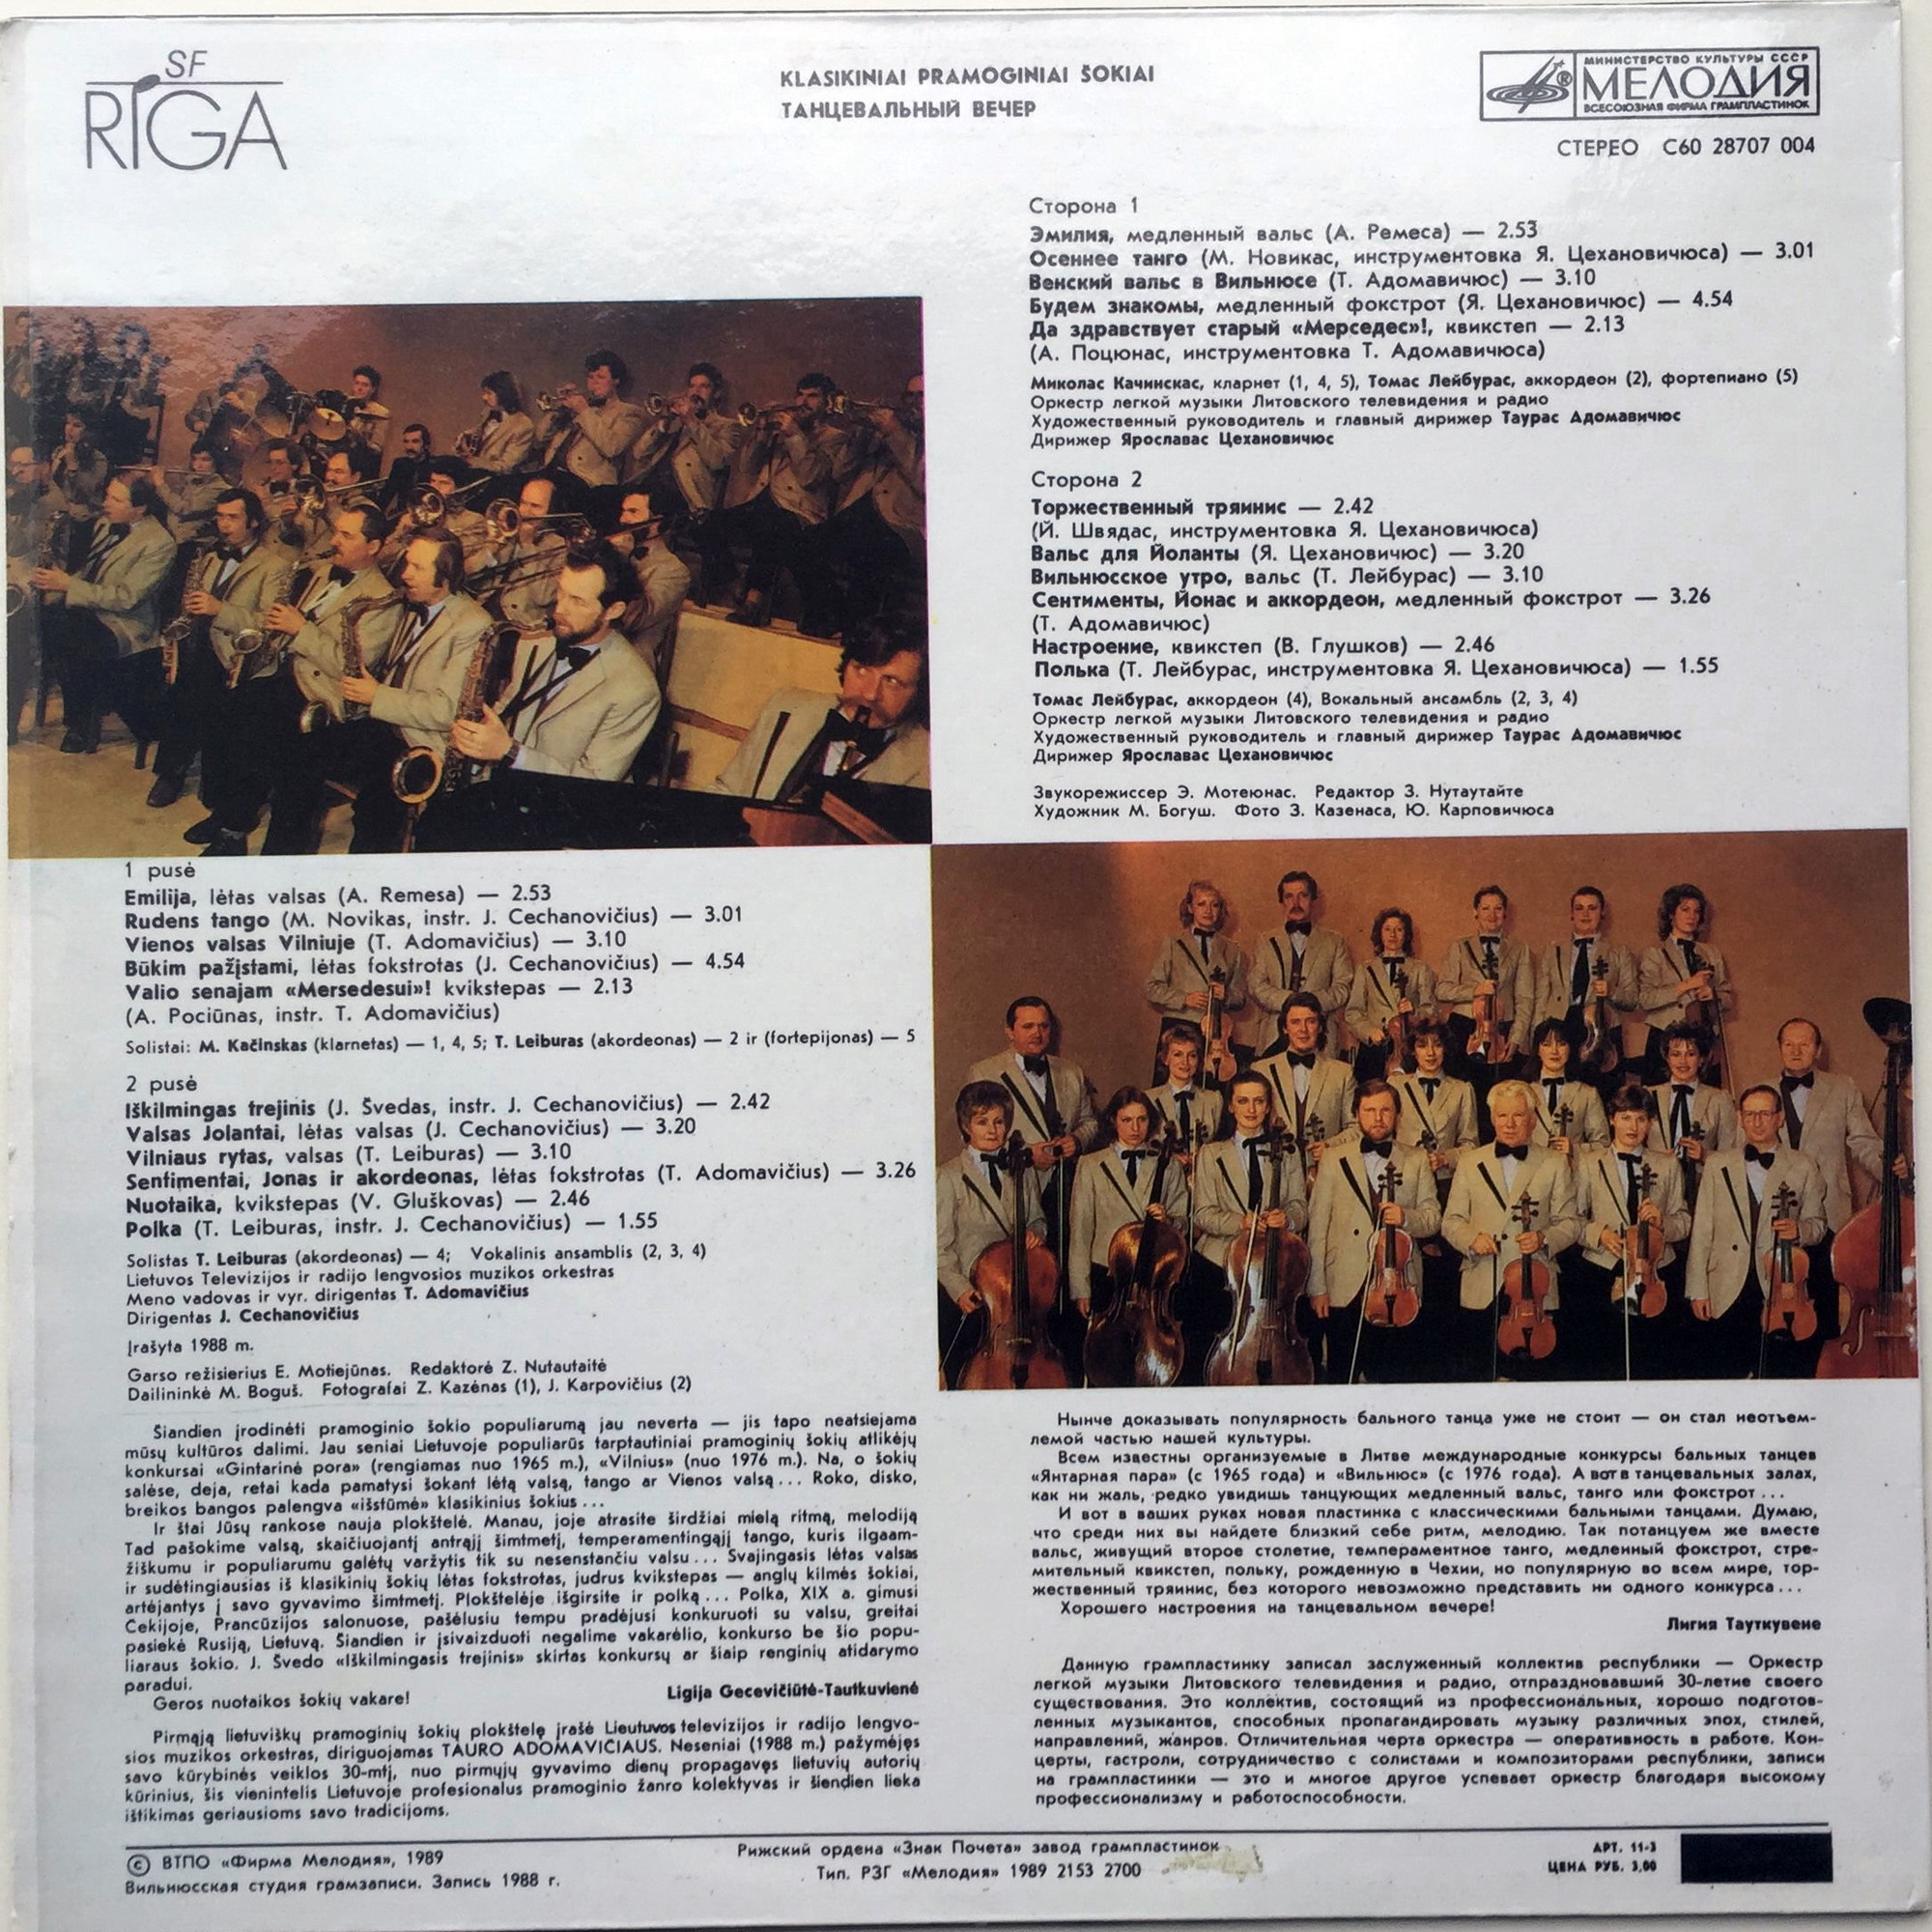 SF
RĪGA
KLASIKINIAI PRAMOGINIAI ŠOKIAI
ТАНЦЕВАЛЬНЫЙ ВЕЧЕР
МИНИСТЕРСТВО КУЛЬТУРЫ СССР
МЕЛОДИЯ
ВСЕСОЮЗНАЯ ФИРМА ГРАМПЛАСТИНОК
СТЕРЕО С60 28707 004
Сторона 1
Эмилия, медленный вальс (А. Ремеса) — 2.53
Осеннее танго (М. Новикас, инструментовка Я. Цехановичюса) — 3.01
Венский вальс в Вильнюсе (Т. Адомавичюс) — 3.10
Будем знакомы, медленный фокстрот (Я. Цехановичюс) — 4.54
Да здравствует старый «Мерседес»!, квикстеп — 2.13
(А. Поцюнас, инструментовка Т. Адомавичюса)
Миколас Качинскас, кларнет (1, 4, 5), Томас Лейбурас, аккордеон (2), фортепиано (5)
Оркестр легкой музыки Литовского телевидения и радио
Художественный руководитель и главный дирижер Таурас Адомавичюс
Дирижер Ярославас Цехановичюс
Сторона 2
Торжественный тряинис — 2.42
(Й. Швядас, инструментовка Я. Цехановичюса)
Вальс для Йоланты (Я. Цехановичюс) — 3.20
Вильнюсское утро, вальс (Т. Лейбурас) — 3.10
Сентименты, Йонас и аккордеон, медленный фокстрот — 3.26
(Т. Адомавичюс)
Настроение, квикстеп (В. Глушков) — 2.46
Полька (Т. Лейбурас, инструментовка Я. Цехановичюса) — 1.55
Томас Лейбурас, аккордеон (4), Вокальный ансамбль (2, 3, 4)
Оркестр легкой музыки Литовского телевидения и радио
Художественный руководитель и главный дирижер Таурас Адомавичюс
Дирижер Ярославас Цехановичюс
Звукорежиссер Э. Мотеюнас. Редактор З. Нутаутайте
Художник М. Богуш. Фото З. Казенаса, Ю. Карповичюса
1 pusė
Emilija, lėtas valsas (A. Remesa) — 2.53
Rudens tango (M. Novikas, instr. J. Cechanovičius) — 3.01
Vienos valsas Vilniuje (T. Adomavičius) — 3.10
Būkim pažįstami, lėtas fokstrotas (J. Cechanovičius) — 4.54
Valio senajam «Mersedesui»! kvikstepas — 2.13
(A. Pociūnas, instr. T. Adomavičius)
Solistai: M. Kačinskas (klarnetas) — 1, 4, 5; T. Leiburas (akordeonas) — 2 ir (fortepijonas) — 5
2 pusė
Iškilmingas trejinis (J. Švedas, instr. J. Cechanovičius) — 2.42
Valsas Jolantai, lėtas valsas (J. Cechanovičius) — 3.20
Vilniaus rytas, valsas (T. Leiburas) — 3.10
Sentimentai, Jonas ir akordeonas, lėtas fokstrotas (T. Adomavičius) — 3.26
Nuotaika, kvikstepas (V. Gluškovas) — 2.46
Polka (T. Leiburas, instr. J. Cechanovičius) — 1.55
Solistas T. Leiburas (akordeonas) — 4; Vokalinis ansamblis (2, 3, 4)
Lietuvos Televizijos ir radijo lengvosios muzikos orkestras
Meno vadovas ir vyr. dirigentas T. Adomavičius
Dirigentas J. Cechanovičius
Įrašyta 1988 m.
Garso režisierius E. Motiejūnas. Redaktorė Z. Nutautaitė
Dailininkė M. Boguš. Fotografai Z. Kazėnas (1), J. Karpovičius (2)
Šiandien įrodinėti pramoginio šokio populiarumą jau neverta — jis tapo neatsiejama
mūsų kultūros dalimi. Jau seniai Lietuvoje populiarūs tarptautiniai pramoginių šokių atlikėjų
konkursai «Gintarinė pora» (rengiamas nuo 1965 m.), «Vilnius» (nuo 1976 m.). Na, o šokių
salėse, deja, retai kada pamatysi šokant lėtą valsą, tango ar Vienos valsą... Roko, disko,
breikos bangos palengva «išstūmė» klasikinius šokius...
Ir štai Jūsų rankose nauja plokštelė. Manau, joje atrasite širdžiai mielą ritmą, melodiją
Tad pašokime valsą, skaičiuojantį antrąjį šimtmetį, temperamentingąjį tango, kuris ilgaam-
žiškumu ir populiarumu galėtų varžytis tik su nesenstančiu valsu... Svajingasis lėtas valsas
ir sudėtingiausias iš klasikinių šokių lėtas fokstrotas, judrus kvikstepas — anglų kilmės šokiai,
artėjantys į savo gyvavimo šimtmetį. Plokštelėje išgirsite ir polką... Polka, XIX a. gimusi
Čekijoje, Prancūzijos salonuose, pašėlusiu tempu pradėjusi konkuruoti su valsu, greitai
pasiekė Rusiją, Lietuvą. Šiandien ir įsivaizduoti negalime vakarėlio, konkurso be šio popu-
liaraus šokio. J. Švedo «Iškilmingasis trejinis» skirtas konkursų ar šiaip renginių atidarymo
paradui.
Geros nuotaikos šokių vakare!
Ligija Gecevičiūtė-Tautkuvienė
Pirmąją lietuviškų pramoginių šokių plokštelę įrašė Lieutuvos televizijos ir radijo lengvo-
sios muzikos orkestras, diriguojamas TAURO ADOMAVIČIAUS. Neseniai (1988 m.) pažymėjęs
savo kūrybinės veiklos 30-mtį, nuo pirmųjų gyvavimo dienų propagavęs lietuvių autorių
kūrinius, šis vienintelis Lietuvoje profesionalus pramoginio žanro kolektyvas ir šiendien lieka
ištikimas geriausioms savo tradicijoms.
Нынче доказывать популярность бального танца уже не стоит — он стал неотъем-
лемой частью нашей культуры.
Всем известны организуемые в Литве международные конкурсы бальных танцев
«Янтарная пара» (с 1965 года) и «Вильнюс» (с 1976 года). А вот в танцевальных залах,
как ни жаль, редко увидишь танцующих медленный вальс, танго или фокстрот...
И вот в ваших руках новая пластинка с классическими бальными танцами. Думаю,
что среди них вы найдете близкий себе ритм, мелодию. Так потанцуем же вместе
вальс, живущий второе столетие, темпераментное танго, медленный фокстрот, стре-
мительный квикстеп, польку, рожденную в Чехии, но популярную во всем мире, тор-
жественный тряинис, без которого невозможно представить ни одного конкурса...
Хорошего настроения на танцевальном вечере!
Лигия Тауткувене
Данную грампластинку записал заслуженный коллектив республики — Оркестр
легкой музыки Литовского телевидения и радио, отпраздновавший 30-летие своего
существования. Это коллектив, состоящий из профессиональных, хорошо подготов-
ленных музыкантов, способных пропагандировать музыку различных эпох, стилей,
направлений, жанров. Отличительная черта оркестра — оперативность в работе. Кон-
церты, гастроли, сотрудничество с солистами и композиторами республики, записи
на грампластинки — это и многое другое успевает оркестр благодаря высокому
профессионализму и работоспособности.
© ВТПО «Фирма Мелодия», 1989
Вильнюсская студия грамзаписи. Запись 1988 г.
Рижский ордена «Знак Почета» завод грампластинок
Тип. РЗГ «Мелодия» 1989 2153 2700
АРТ. 11-3
ЦЕНА РУБ. 3,00